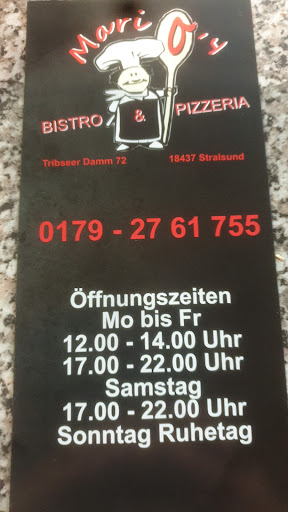 Mario's
BISTRO & PIZZERIA
Tribseer Damm 72 18437 Stralsund
0179 - 27 61 755
Öffnungszeiten
Mo bis Fr
12.00 - 14.00 Uhr
17.00 - 22.00 Uhr
Samstag
17.00 - 22.00 Uhr
Sonntag Ruhetag